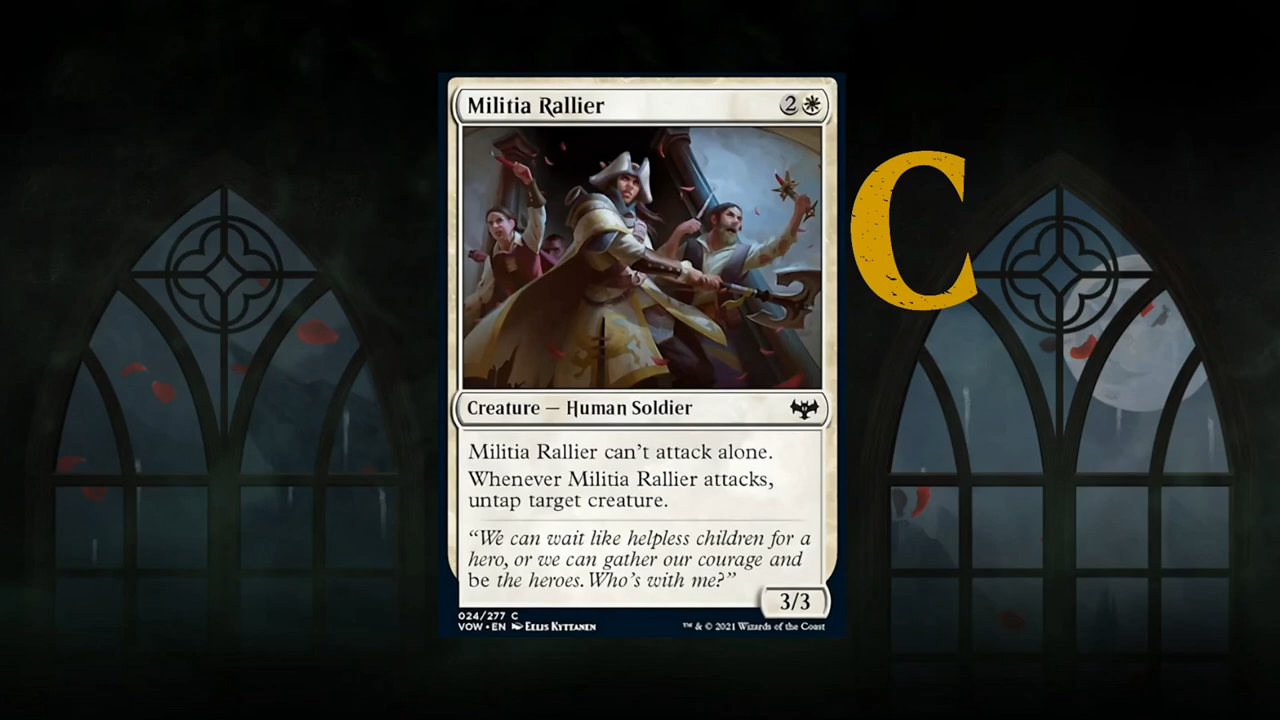 Militia Rallier 2
C
Creature — Human Soldier
Militia Rallier can't attack alone.
Whenever Militia Rallier attacks,
untap target creature.
“We can wait like helpless children for a
hero, or we can gather our courage and
be the heroes. Who's with me?”
3/3
024/277 C
VOW • EN Eelis Kyttanen
™ & © 2021 Wizards of the Coast